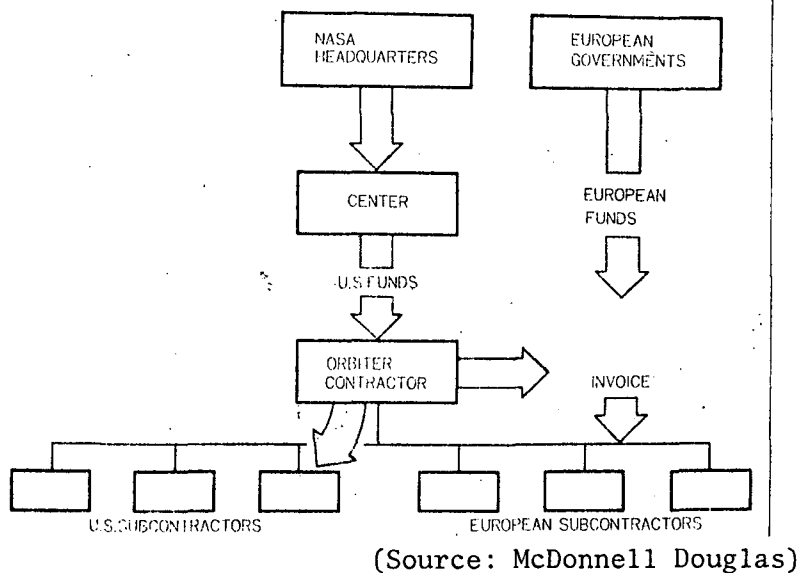 NASA
HEADQUARTERS
EUROPEAN
GOVERNMENTS
CENTER
EUROPEAN
FUNDS
U.S FUNDS
ORBITER
CONTRACTOR
INVOICE
U.S. SUBCONTRACTORS
EUROPEAN SUBCONTRACTORS
(Source: McDonnell Douglas)